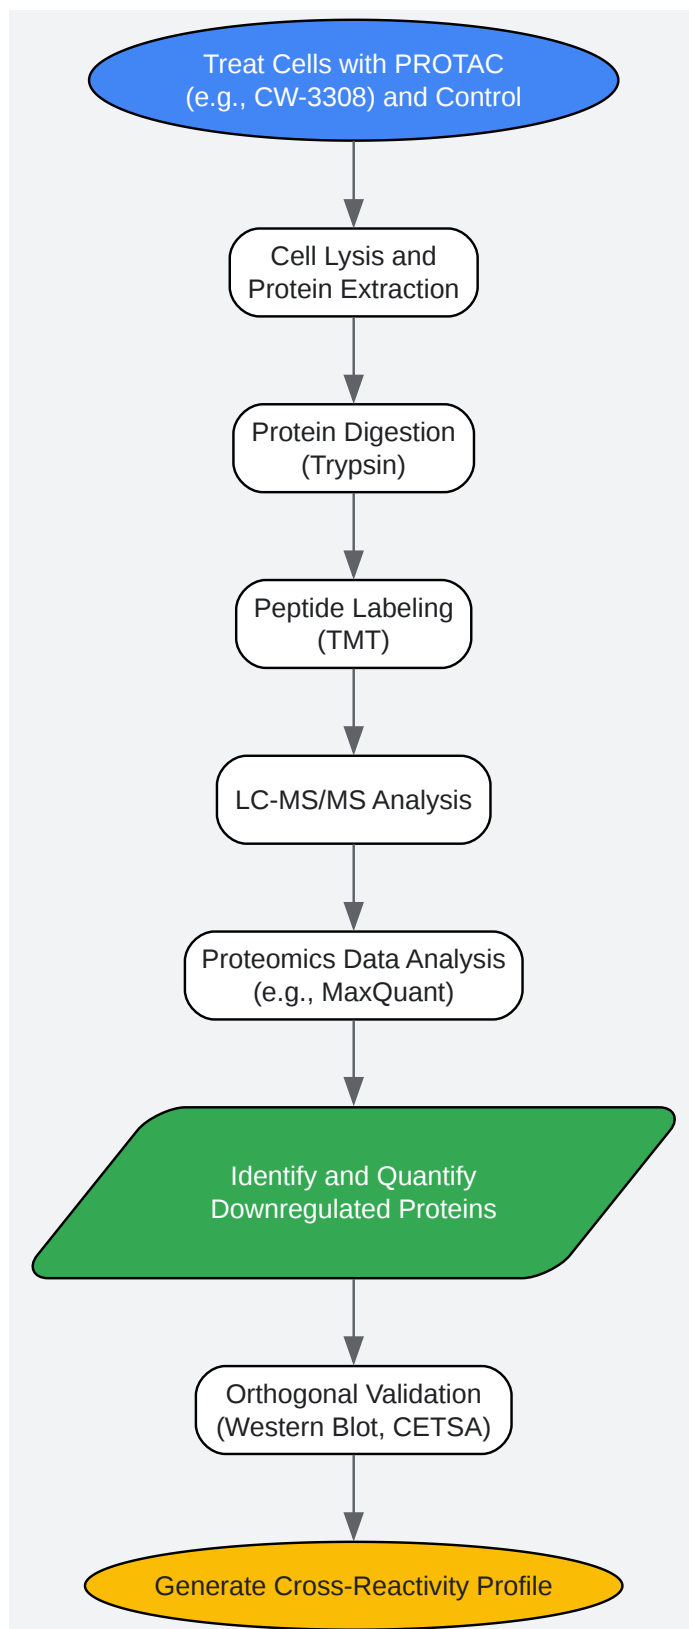 Treat Cells with PROTAC
(e.g., CW-3308) and Control
Cell Lysis and
Protein Extraction
Protein Digestion
(Trypsin)
Peptide Labeling
(TMT)
LC-MS/MS Analysis
Proteomics Data Analysis
(e.g., MaxQuant)
Identify and Quantify
Downregulated Proteins
Orthogonal Validation
(Western Blot, CETSA)
Generate Cross-Reactivity Profile